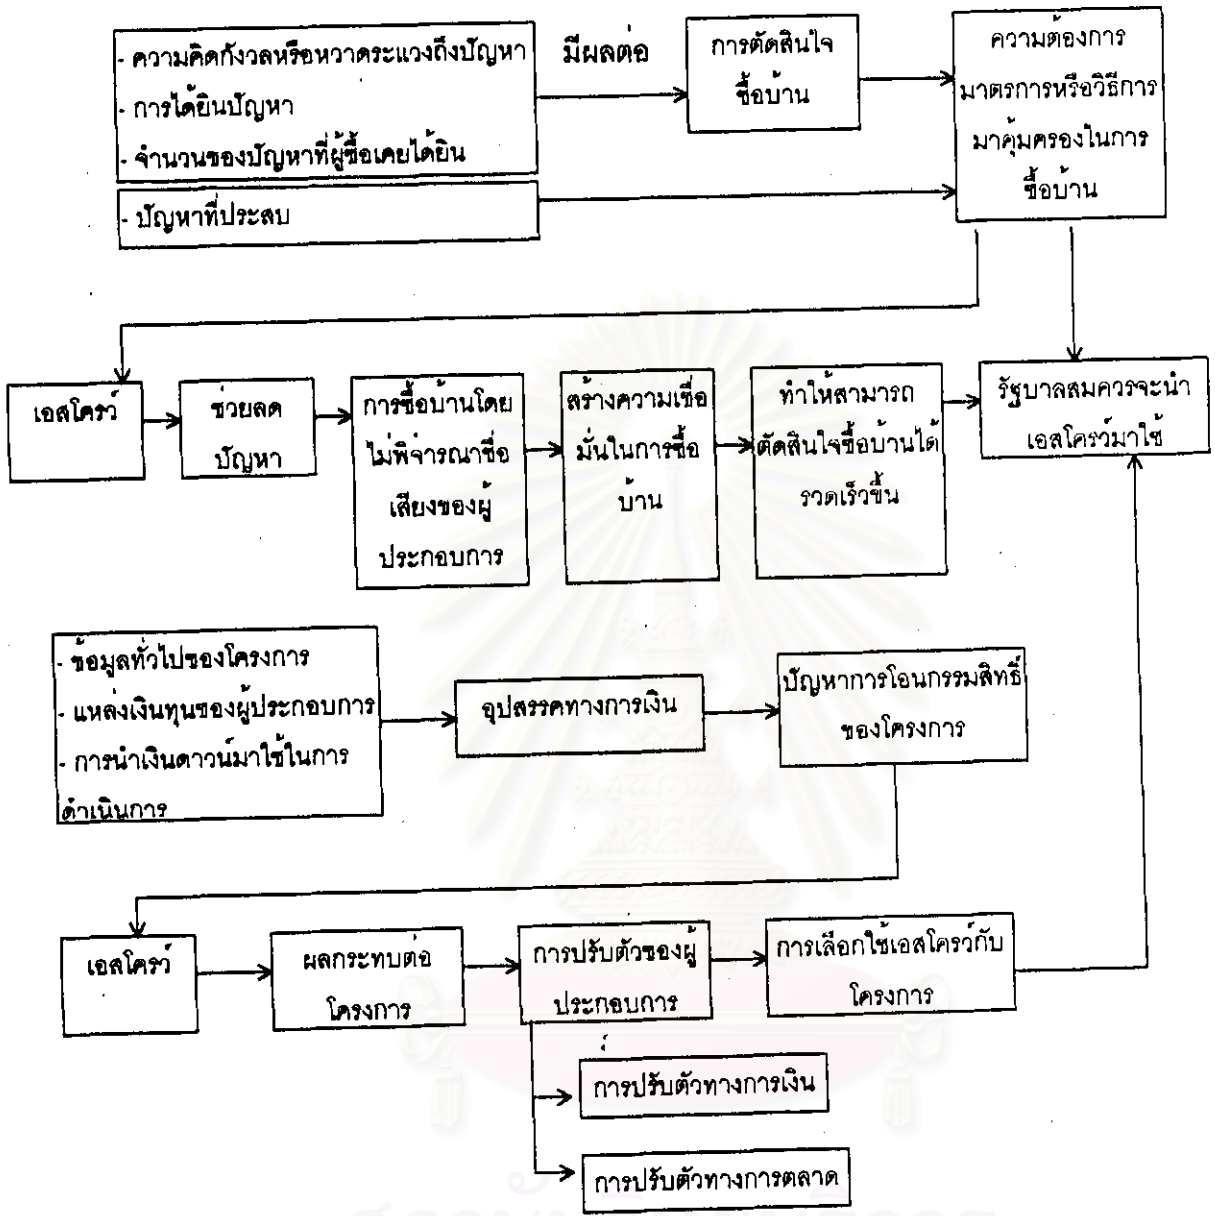 - ความคิดกังวลหรือหวาดระแวงถึงปัญหา
- การได้ยินปัญหา
- จำนวนของปัญหาที่ผู้ซื้อเคยได้ยิน
- ปัญหาที่ประสบ
มีผลต่อ
การตัดสินใจ
ซื้อบ้าน
ความต้องการ
มาตรการหรือวิธีการ
มาคุ้มครองในการ
ซื้อบ้าน
เอสโครว์
ช่วยลด
ปัญหา
การซื้อบ้านโดย
ไม่พิจารณาชื่อ
เสียงของผู้
ประกอบการ
สร้างความเชื่อ
มั่นในการซื้อ
บ้าน
ทำให้สามารถ
ตัดสินใจซื้อบ้านได้
รวดเร็วขึ้น
รัฐบาลสมควรจะนำ
เอสโครว์มาใช้
- ข้อมูลทั่วไปของโครงการ
- แหล่งเงินทุนของผู้ประกอบการ
- การนำเงินดาวน์มาใช้ในการ
ดำเนินการ
อุปสรรคทางการเงิน
ปัญหาการโอนกรรมสิทธิ์
ของโครงการ
เอสโครว์
ผลกระทบต่อ
โครงการ
การปรับตัวของผู้
ประกอบการ
การเลือกใช้เอสโครว์กับ
โครงการ
การปรับตัวทางการเงิน
การปรับตัวทางการตลาด